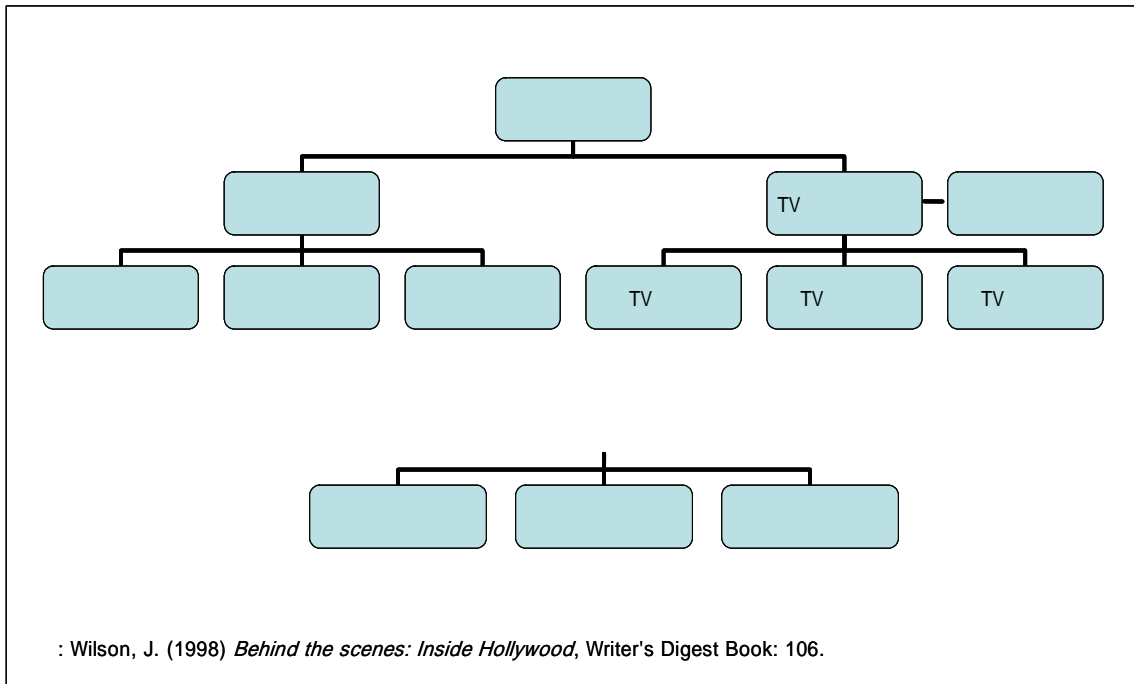 TV
TV
TV
TV
: Wilson, J. (1998) Behind the scenes: Inside Hollywood, Writer's Digest Book: 106.